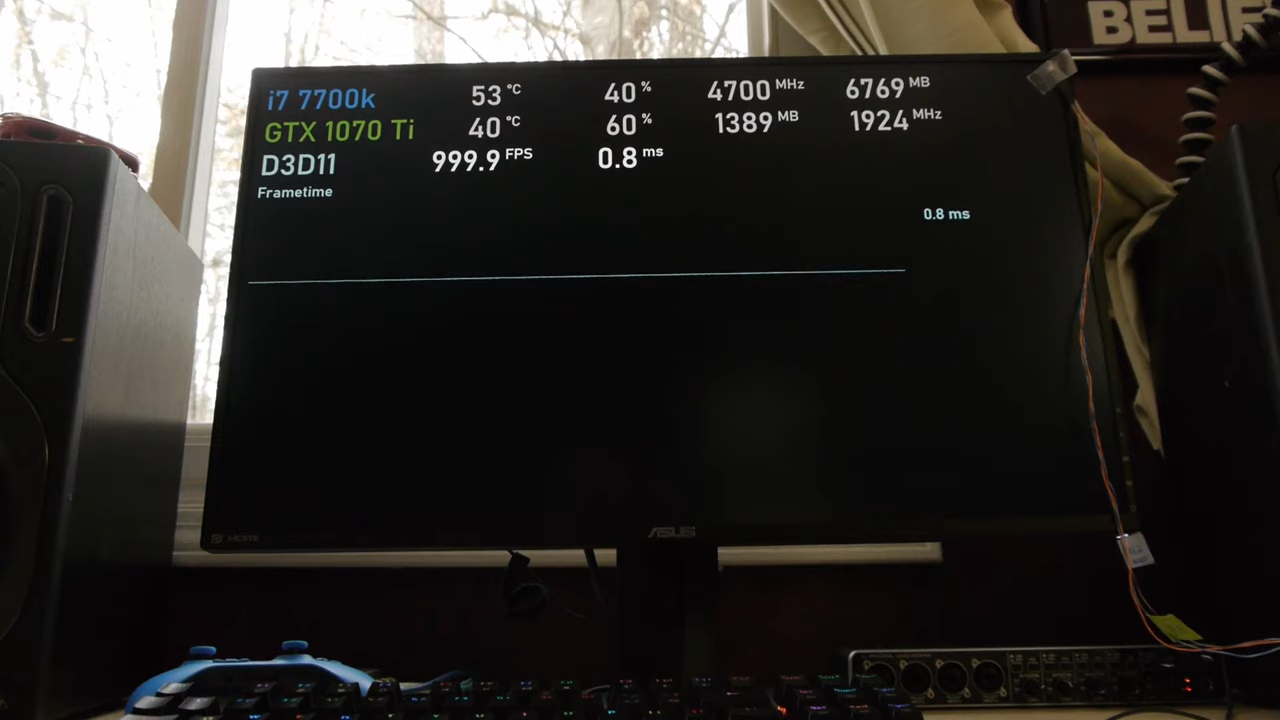 BELIE
i7 7700k 53 °C 40 % 4700 MHz 6769 MB
GTX 1070 Ti 40 °C 60 % 1389 MB 1924 MHz
D3D11 999.9 FPS 0.8 ms
Frametime
0.8 ms
HDMI
ASUS